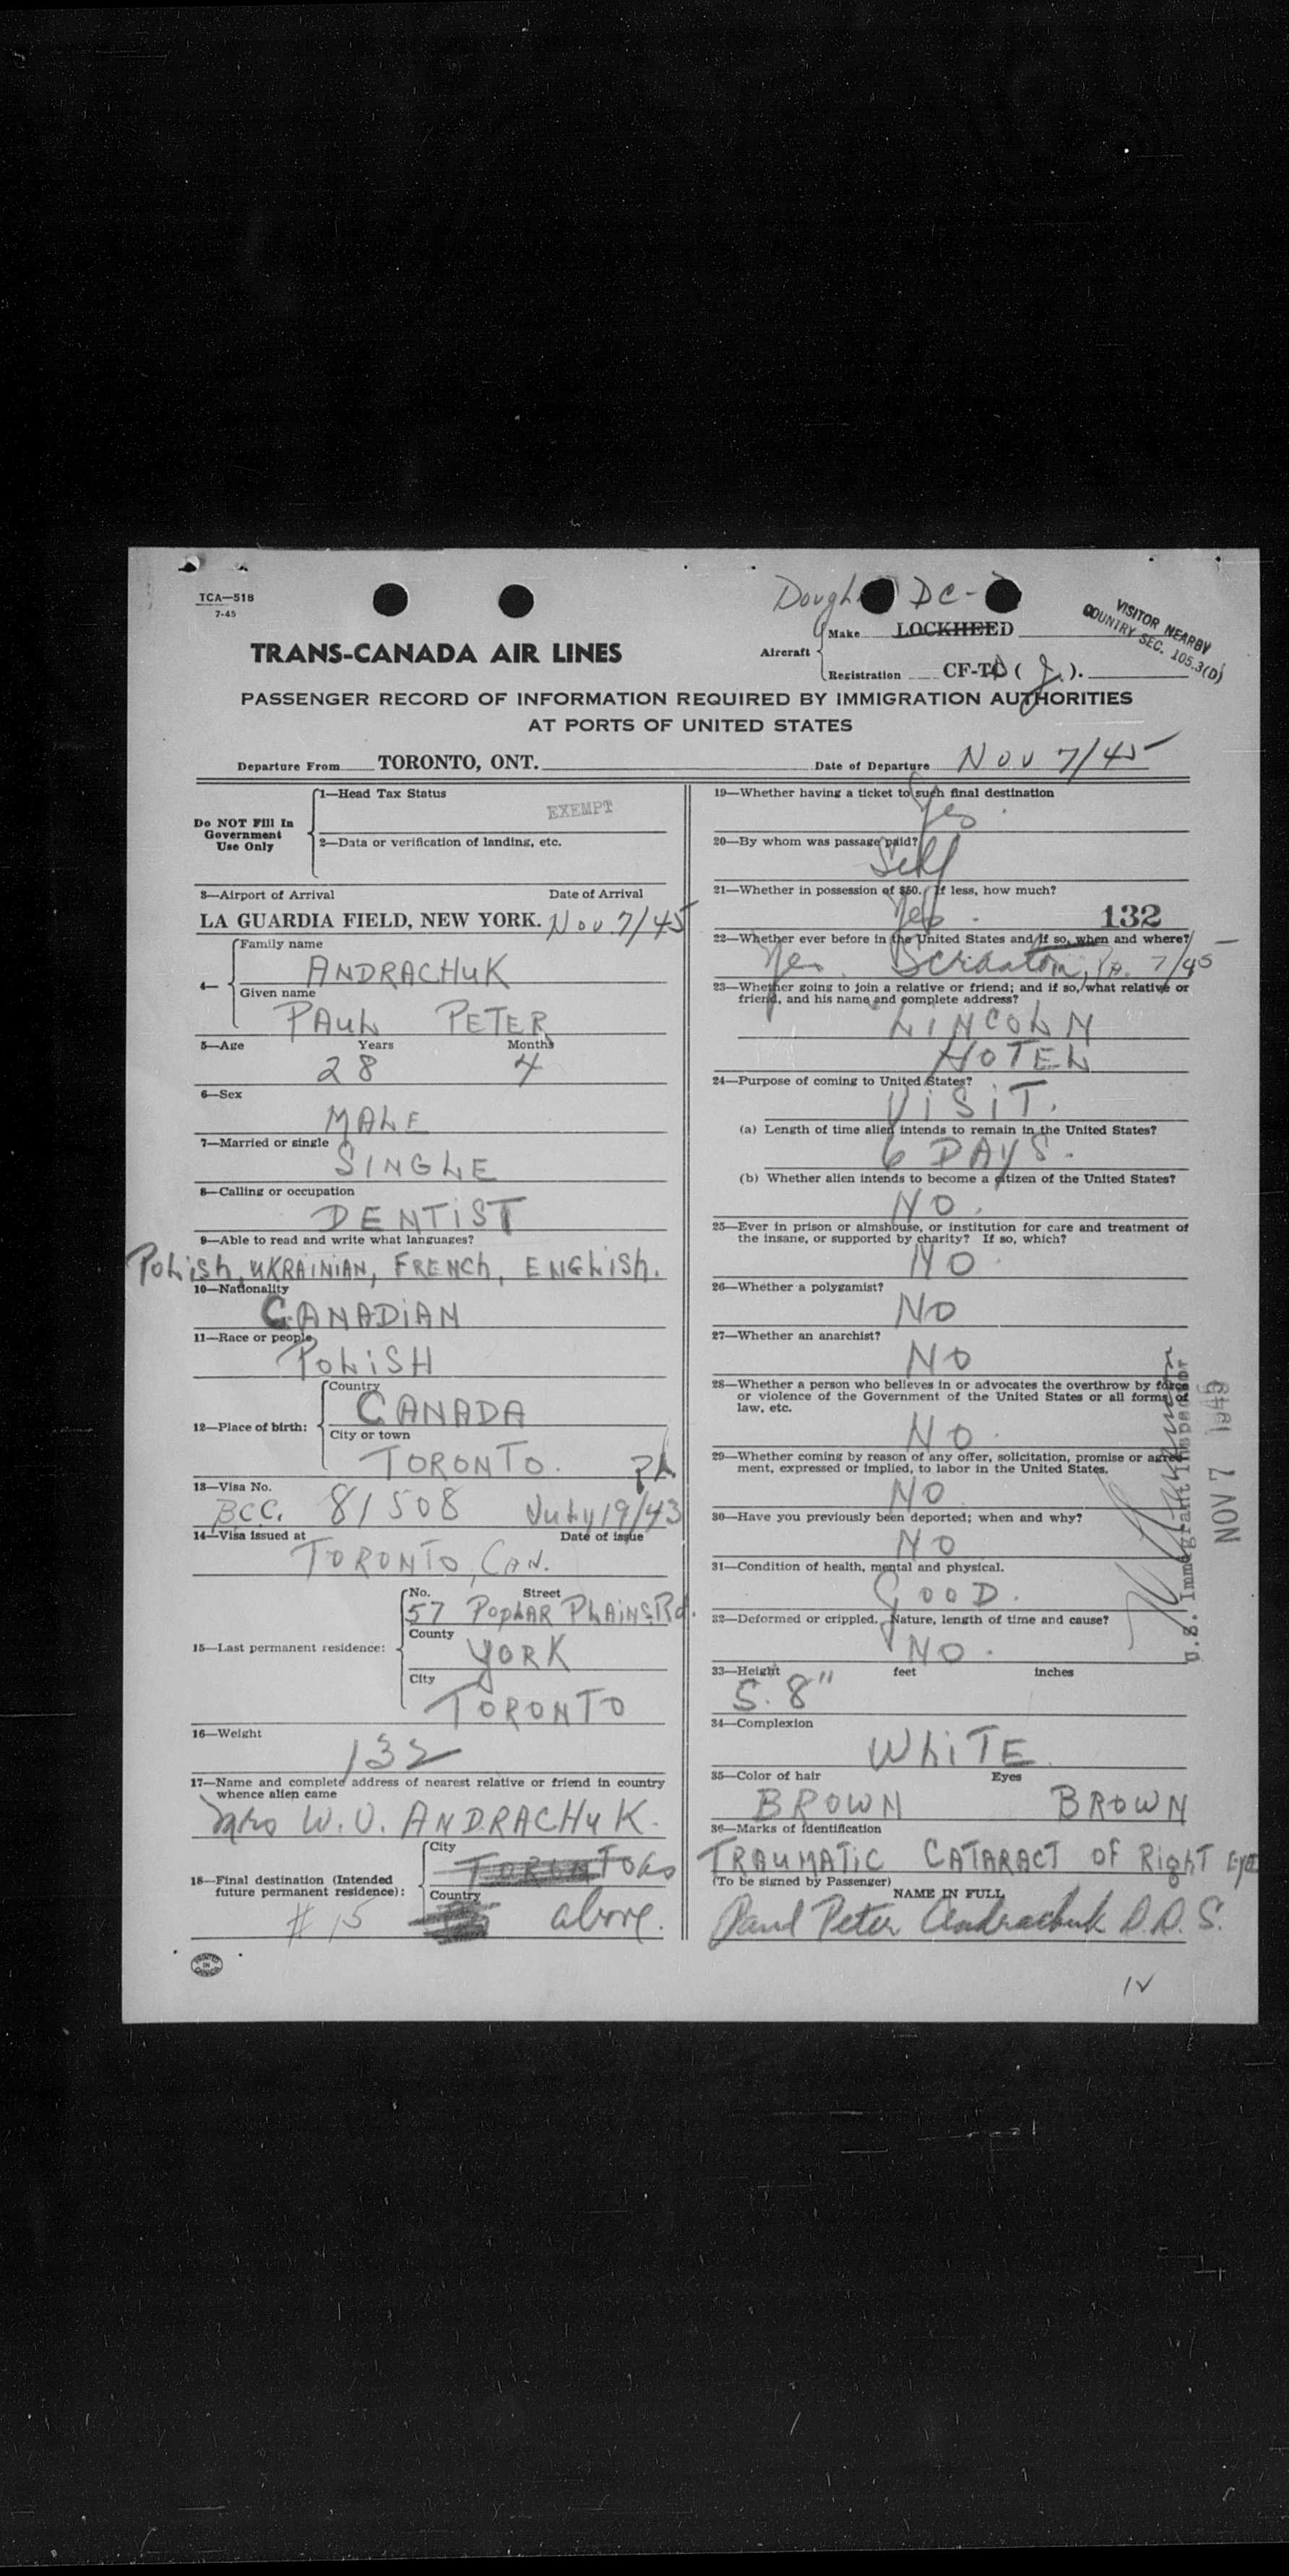 TCA—518
7-45
Dougl DC-
VISITOR NEARBY
COUNTRY SEC. 105.3(D)
TRANS-CANADA AIR LINES
Aircraft
Make LOCKHEED
Registration CF-T ( J. ).
PASSENGER RECORD OF INFORMATION REQUIRED BY IMMIGRATION AUTHORITIES
AT PORTS OF UNITED STATES
Departure From TORONTO, ONT. Date of Departure Nov 7/45
Do NOT Fill In
Government
Use Only
1—Head Tax Status
EXEMPT
2—Data or verification of landing, etc.
3—Airport of Arrival Date of Arrival
LA GUARDIA FIELD, NEW YORK. Nov. 7/45
4— Family name
ANDRACHUK
Given name
PAUL PETER
5—Age Years Months
28 4
6—Sex
MALE
7—Married or single
SINGLE
8—Calling or occupation
DENTIST
9—Able to read and write what languages?
Polish, UKRAINIAN, FRENCH, ENGLISH.
10—Nationality
CANADIAN
11—Race or people
POLISH
12—Place of birth:
Country
CANADA
City or town
TORONTO.
13—Visa No.
BCC. 81508 July 19/43
14—Visa issued at Date of issue
TORONTO, CAN.
15—Last permanent residence:
No. Street
57 POPLAR PLAINS Rd.
County
YORK
City
TORONTO
16—Weight
132
17—Name and complete address of nearest relative or friend in country
whence alien came
Mrs W. V. ANDRACHUK.
18—Final destination (Intended
future permanent residence):
City
TORONTO as
Country
above.
# 15
PRINTED
IN
CANADA
19—Whether having a ticket to such final destination
Yes.
20—By whom was passage paid?
Self
21—Whether in possession of $50. If less, how much?
Yes. 132
22—Whether ever before in the United States and if so, when and where?
Yes. Scranton, Pa. 7/45
23—Whether going to join a relative or friend; and if so, what relative or
friend, and his name and complete address?
LINCOLN
HOTEL
24—Purpose of coming to United States?
VISIT.
(a) Length of time alien intends to remain in the United States?
6 DAYS.
(b) Whether alien intends to become a citizen of the United States?
NO.
25—Ever in prison or almshouse, or institution for care and treatment of
the insane, or supported by charity? If so, which?
NO.
26—Whether a polygamist?
NO
27—Whether an anarchist?
NO
28—Whether a person who believes in or advocates the overthrow by force
or violence of the Government of the United States or all forms of
law, etc.
NO.
29—Whether coming by reason of any offer, solicitation, promise or agree-
ment, expressed or implied, to labor in the United States.
NO
30—Have you previously been deported; when and why?
NO
31—Condition of health, mental and physical.
GOOD.
32—Deformed or crippled. Nature, length of time and cause?
NO.
33—Height feet inches
5. 8"
34—Complexion
WHITE.
35—Color of hair Eyes
BROWN BROWN
36—Marks of identification
TRAUMATIC CATARACT OF RIGHT Eye
(To be signed by Passenger)
NAME IN FULL
Paul Peter Andrachuk D.D.S.
U.S. Immigrant Inspector
NOV 7 1945